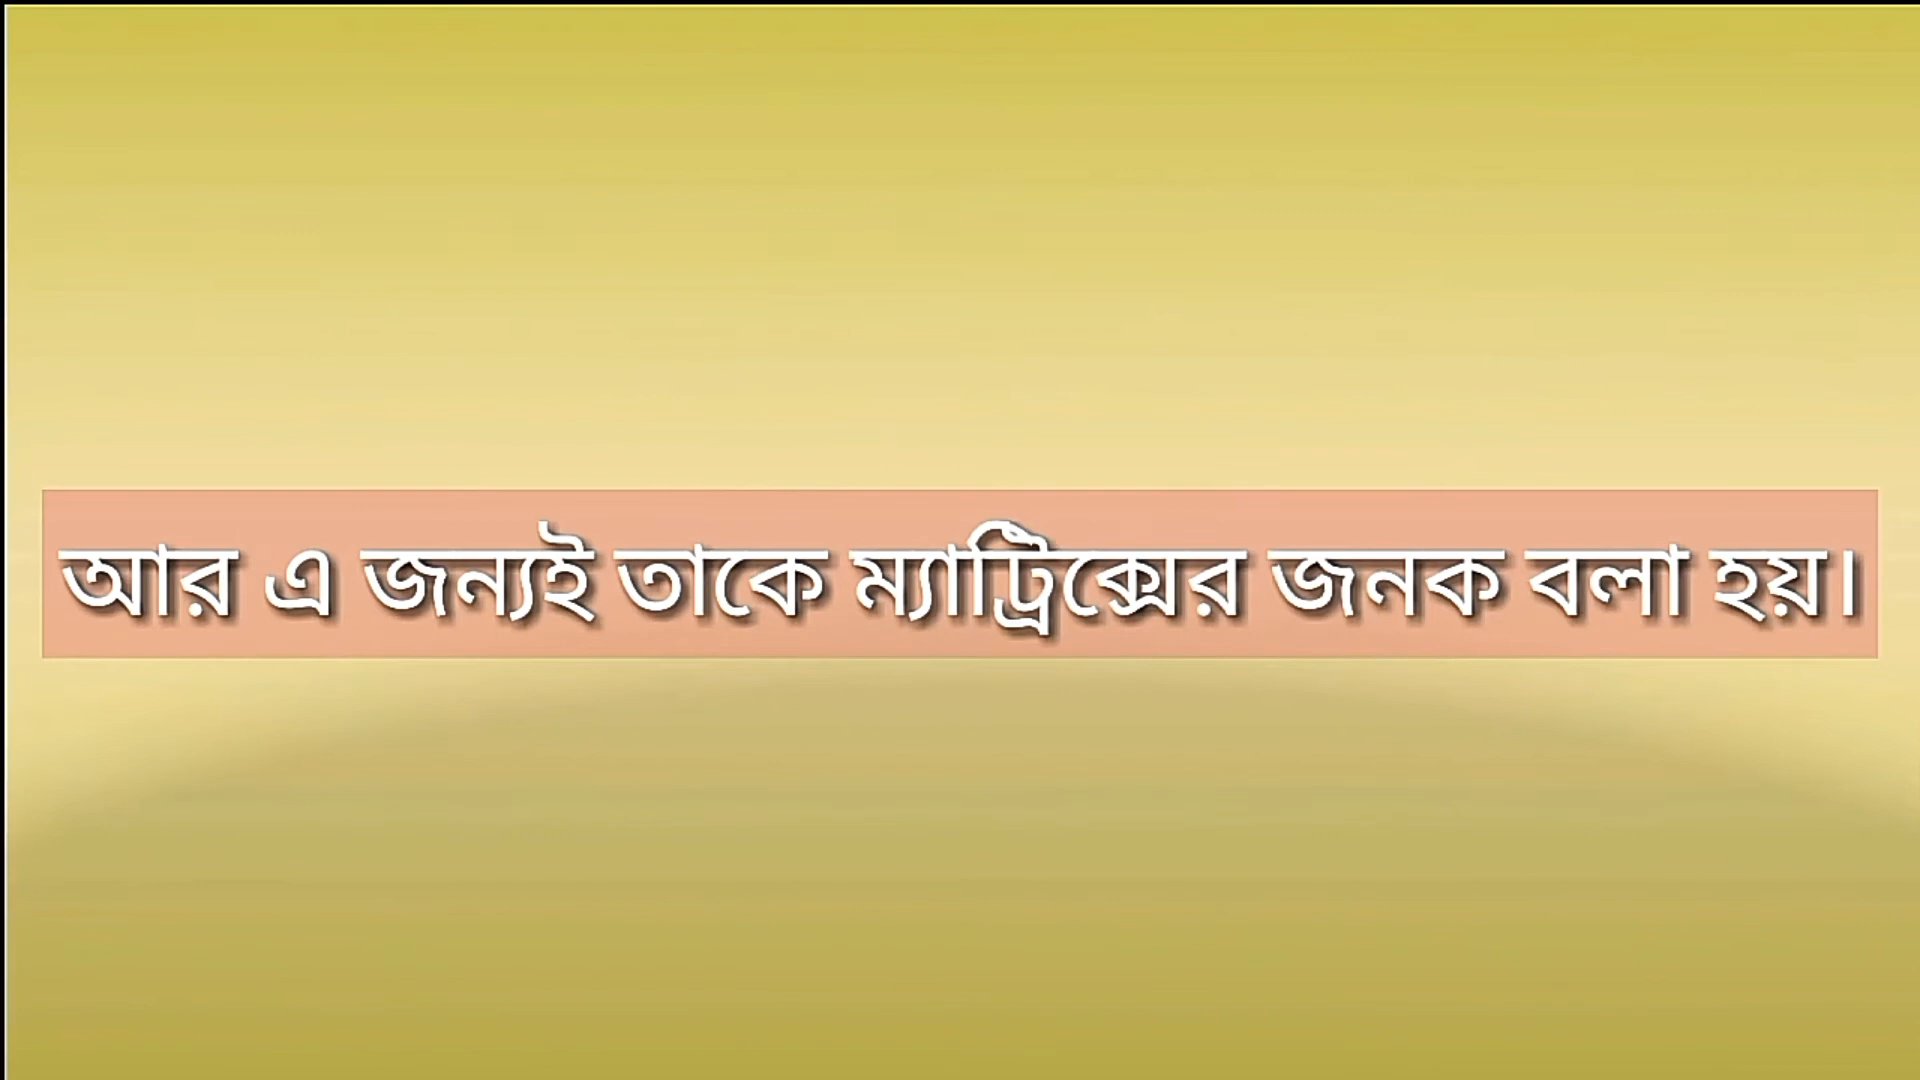 আর এ জন্যই তাকে ম্যাট্রিক্সের জনক বলা হয়।